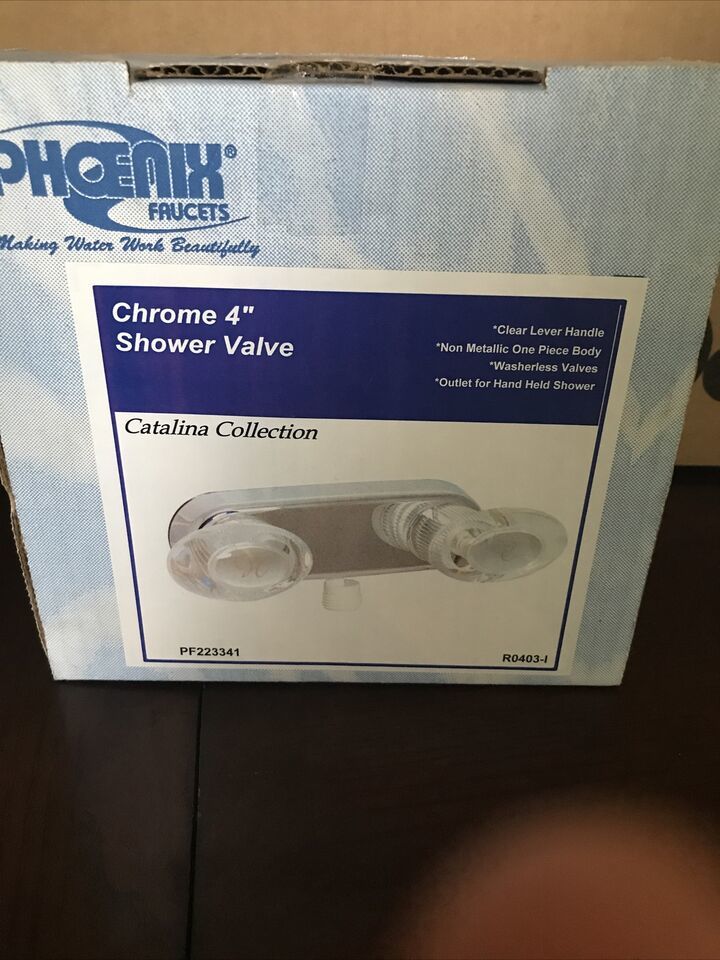 PHOENIX®
FAUCETS
Making Water Work Beautifully
Chrome 4"
Shower Valve
*Clear Lever Handle
*Non Metallic One Piece Body
*Washerless Valves
*Outlet for Hand Held Shower
Catalina Collection
PF223341
R0403-I